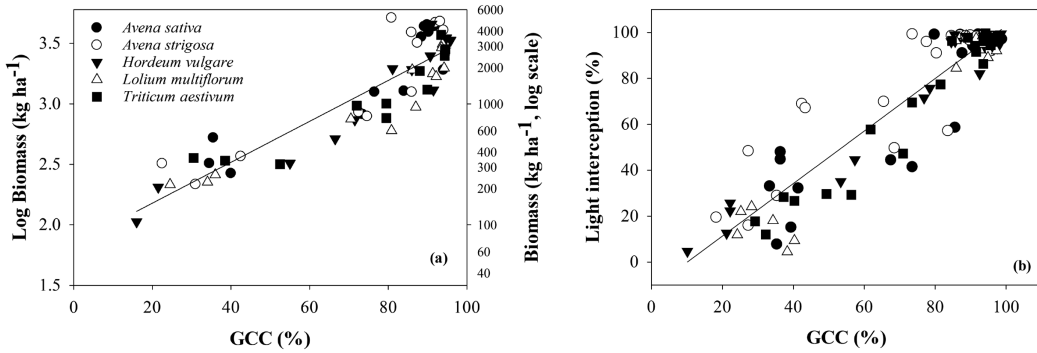 Log Biomass (kg ha-1)
3.5
3.0
2.5
2.0
1.5
Avena sativa
Avena strigosa
Hordeum vulgare
Lolium multiflorum
Triticum aestivum
(a)
0 20 40 60 80 100
GCC (%)
6000
4000
3000
2000
1000
600
400
300
200
100
60
40
Biomass (kg ha-1, log scale)
Light interception (%)
100
80
60
40
20
0
(b)
0 20 40 60 80 100
GCC (%)